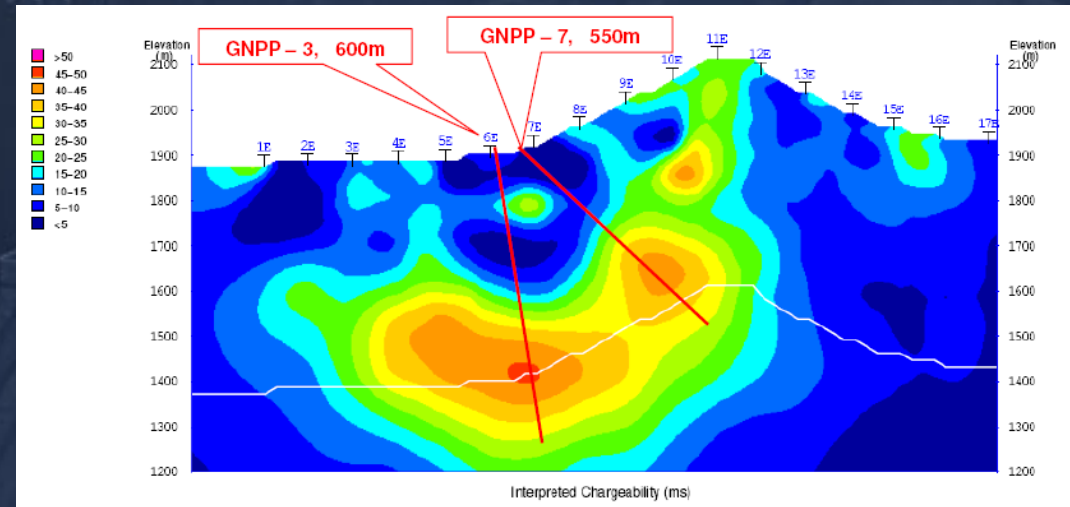 GNPP – 3, 600m
GNPP – 7, 550m
>50
45-50
40-45
35-40
30-35
25-30
20-25
15-20
10-15
5-10
<5
Elevation
(m)
2100
2000
1900
1800
1700
1600
1500
1400
1300
1200
1E
2E
3E
4E
5E
6E
7E
8E
9E
10E
11E
12E
13E
14E
15E
16E
17E
Elevation
(m)
2100
2000
1900
1800
1700
1600
1500
1400
1300
1200
Interpreted Chargeability (ms)